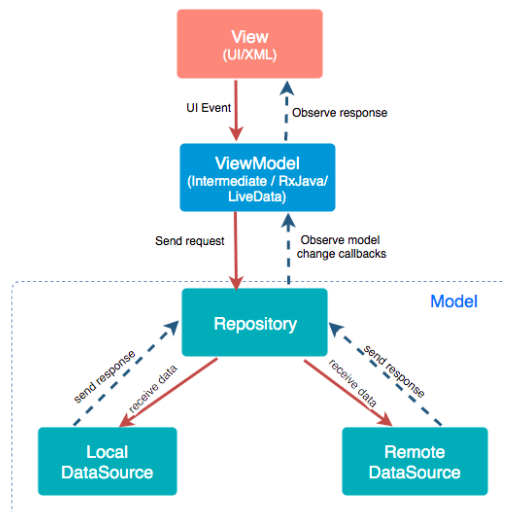 View
(UI/XML)
UI Event
Observe response
ViewModel
(Intermediate / RxJava/
LiveData)
Send request
Observe model
change callbacks
Model
Repository
send response
receive data
receive data
send response
Local
DataSource
Remote
DataSource